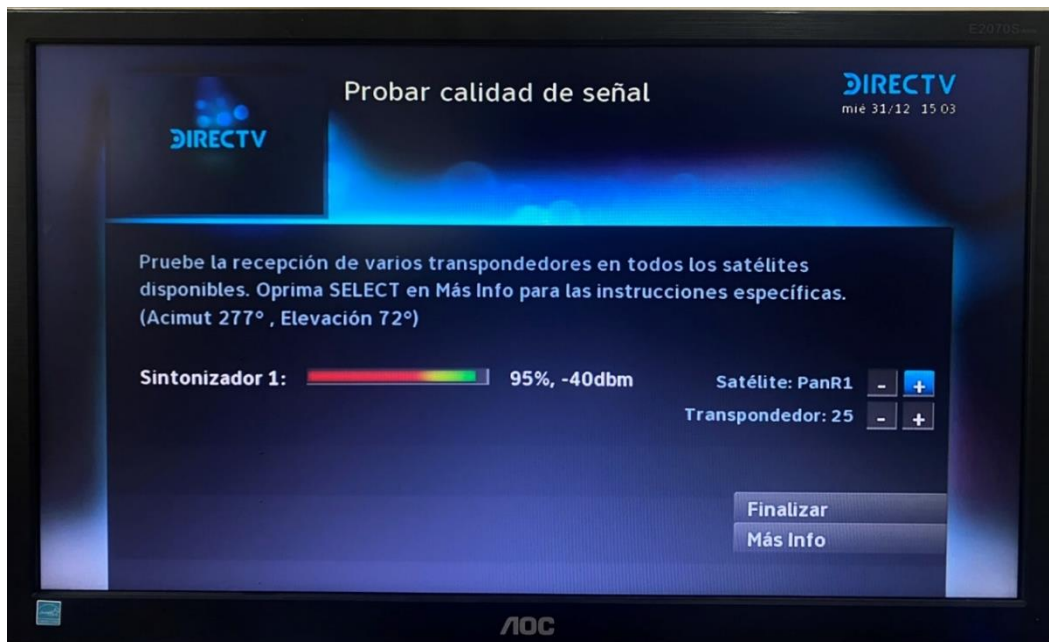 E2070S
Probar calidad de señal
DIRECTV
mié 31/12 15 03
DIRECTV
Pruebe la recepción de varios transpondedores en todos los satélites
disponibles. Oprima SELECT en Más Info para las instrucciones específicas.
(Acimut 277° , Elevación 72°)
Sintonizador 1: 95%, -40dbm
Satélite: PanR1 - +
Transpondedor: 25 - +
Finalizar
Más Info
AOC